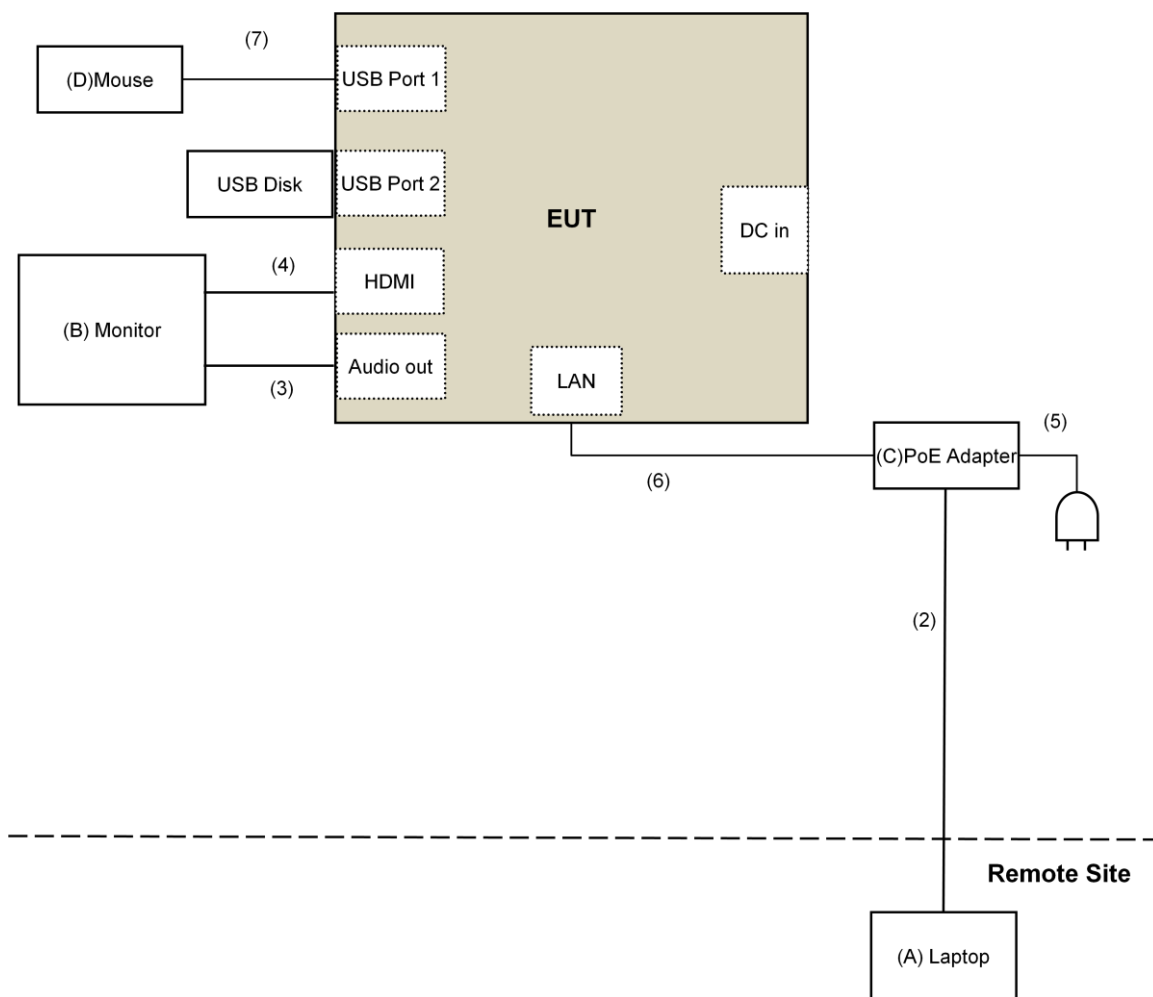 (7)
(D)Mouse
USB Port 1
USB Disk
USB Port 2
EUT
DC in
(4)
HDMI
(B) Monitor
Audio out
(3)
LAN
(5)
(C)PoE Adapter
(6)
(2)
Remote Site
(A) Laptop